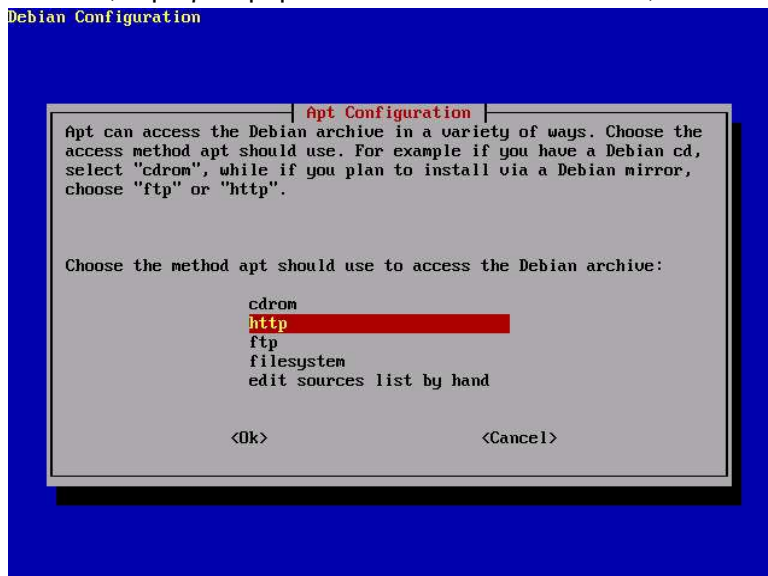 Debian Configuration
Apt Configuration
Apt can access the Debian archive in a variety of ways. Choose the
access method apt should use. For example if you have a Debian cd,
select "cdrom", while if you plan to install via a Debian mirror,
choose "ftp" or "http".
Choose the method apt should use to access the Debian archive:
cdrom
http
ftp
filesystem
edit sources list by hand
<Ok> <Cancel>